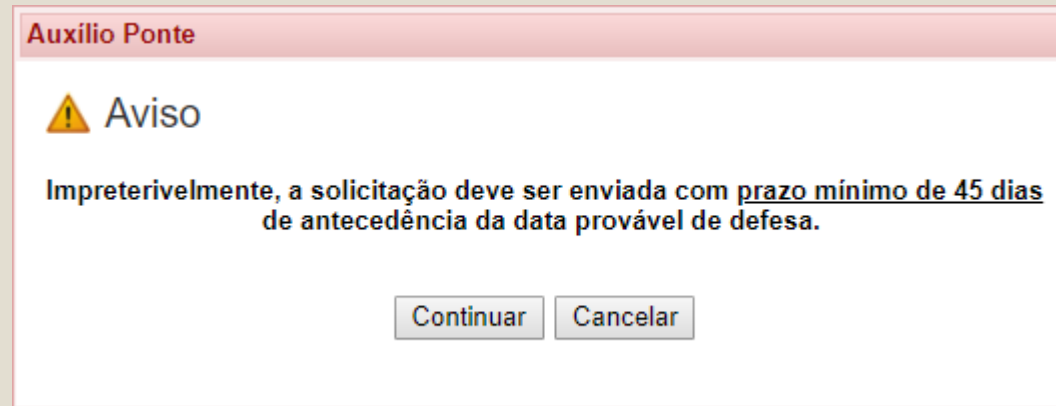 Auxílio Ponte
Aviso
Impreterivelmente, a solicitação deve ser enviada com prazo mínimo de 45 dias
de antecedência da data provável de defesa.
Continuar Cancelar